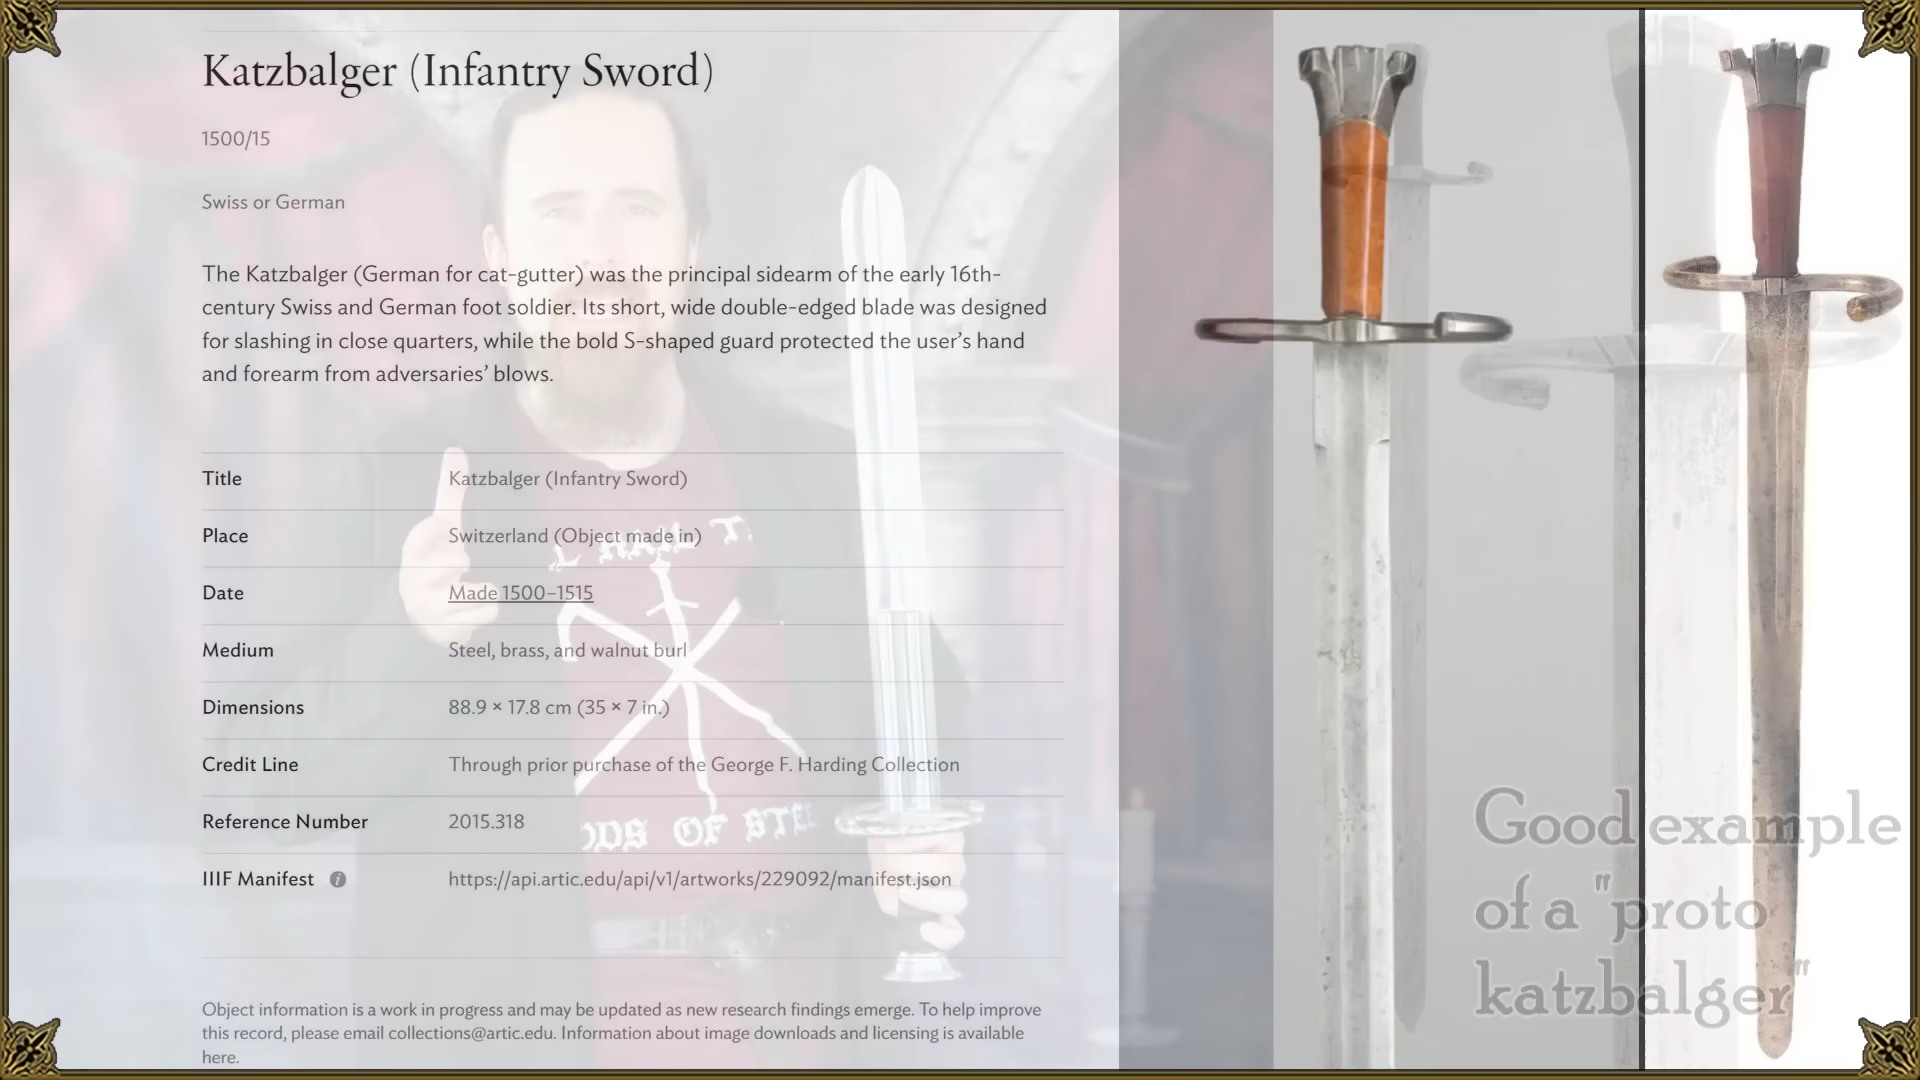 Katzbalger (Infantry Sword)
1500/15
Swiss or German
The Katzbalger (German for cat-gutter) was the principal sidearm of the early 16th-
century Swiss and German foot soldier. Its short, wide double-edged blade was designed
for slashing in close quarters, while the bold S-shaped guard protected the user’s hand
and forearm from adversaries’ blows.
Title Katzbalger (Infantry Sword)
Place Switzerland (Object made in)
Date Made 1500–1515
Medium Steel, brass, and walnut burl
Dimensions 88.9 × 17.8 cm (35 × 7 in.)
Credit Line Through prior purchase of the George F. Harding Collection
Reference Number 2015.318
IIIF Manifest https://api.artic.edu/api/v1/artworks/229092/manifest.json
Object information is a work in progress and may be updated as new research findings emerge. To help improve
this record, please email collections@artic.edu. Information about image downloads and licensing is available
here.
OF STEEL
Good example
of a "proto
katzbalger"